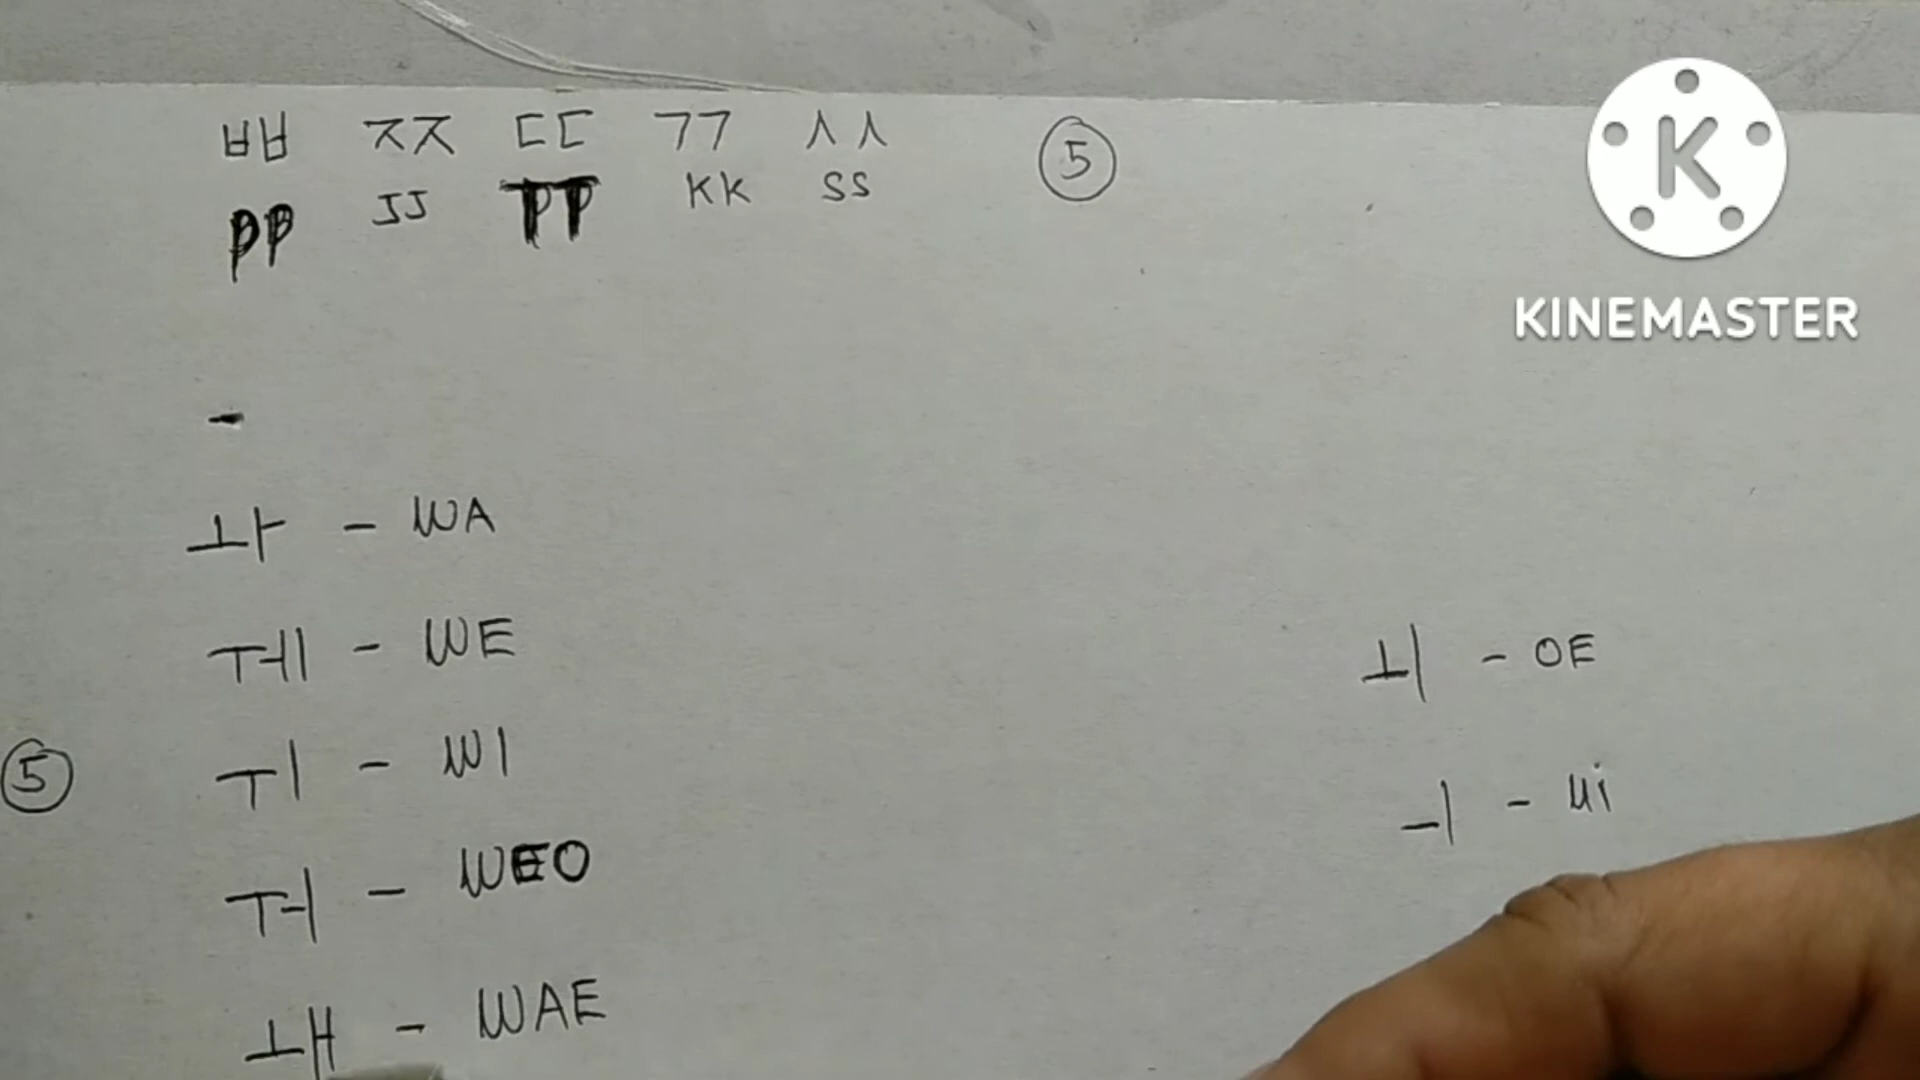 ㅃ ㅉ ㄸ ㄲ ㅆ ⑤
PP JJ TT KK SS
-
ㅘ - WA
ㅞ - WE
ㅚ - OE
ㅟ - WI
⑤
ㅢ - Ui
ㅝ - WEO
ㅙ - WAE
K
KINEMASTER